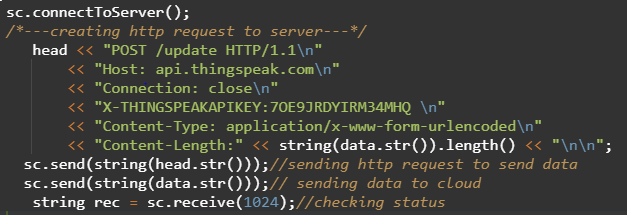 sc.connectToServer();
/*---creating http request to server---*/
head << "POST /update HTTP/1.1\n"
<< "Host: api.thingspeak.com\n"
<< "Connection: close\n"
<< "X-THINGSPEAKAPIKEY:7OE9JRDYIRM34MHQ \n"
<< "Content-Type: application/x-www-form-urlencoded\n"
<< "Content-Length:" << string(data.str()).length() << "\n\n";
sc.send(string(head.str()));//sending http request to send data
sc.send(string(data.str()));// sending data to cloud
string rec = sc.receive(1024);//checking status